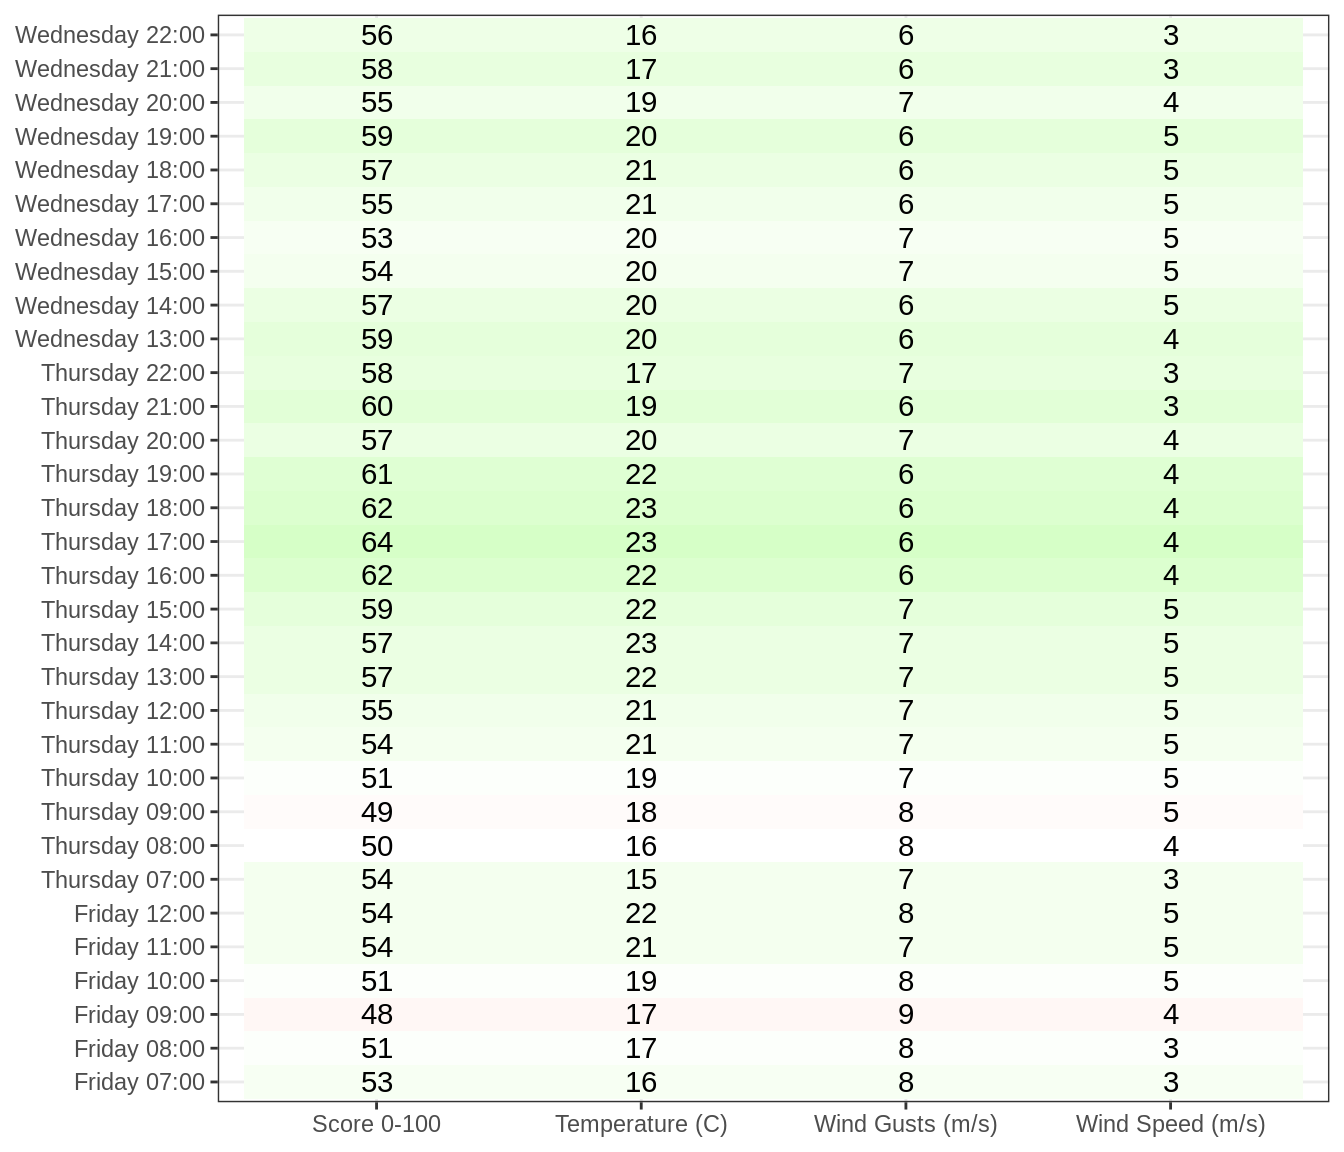 Wednesday 22:00 56 16 6 3
Wednesday 21:00 58 17 6 3
Wednesday 20:00 55 19 7 4
Wednesday 19:00 59 20 6 5
Wednesday 18:00 57 21 6 5
Wednesday 17:00 55 21 6 5
Wednesday 16:00 53 20 7 5
Wednesday 15:00 54 20 7 5
Wednesday 14:00 57 20 6 5
Wednesday 13:00 59 20 6 4
Thursday 22:00 58 17 7 3
Thursday 21:00 60 19 6 3
Thursday 20:00 57 20 7 4
Thursday 19:00 61 22 6 4
Thursday 18:00 62 23 6 4
Thursday 17:00 64 23 6 4
Thursday 16:00 62 22 6 4
Thursday 15:00 59 22 7 5
Thursday 14:00 57 23 7 5
Thursday 13:00 57 22 7 5
Thursday 12:00 55 21 7 5
Thursday 11:00 54 21 7 5
Thursday 10:00 51 19 7 5
Thursday 09:00 49 18 8 5
Thursday 08:00 50 16 8 4
Thursday 07:00 54 15 7 3
Friday 12:00 54 22 8 5
Friday 11:00 54 21 7 5
Friday 10:00 51 19 8 5
Friday 09:00 48 17 9 4
Friday 08:00 51 17 8 3
Friday 07:00 53 16 8 3
Score 0-100 Temperature (C) Wind Gusts (m/s) Wind Speed (m/s)